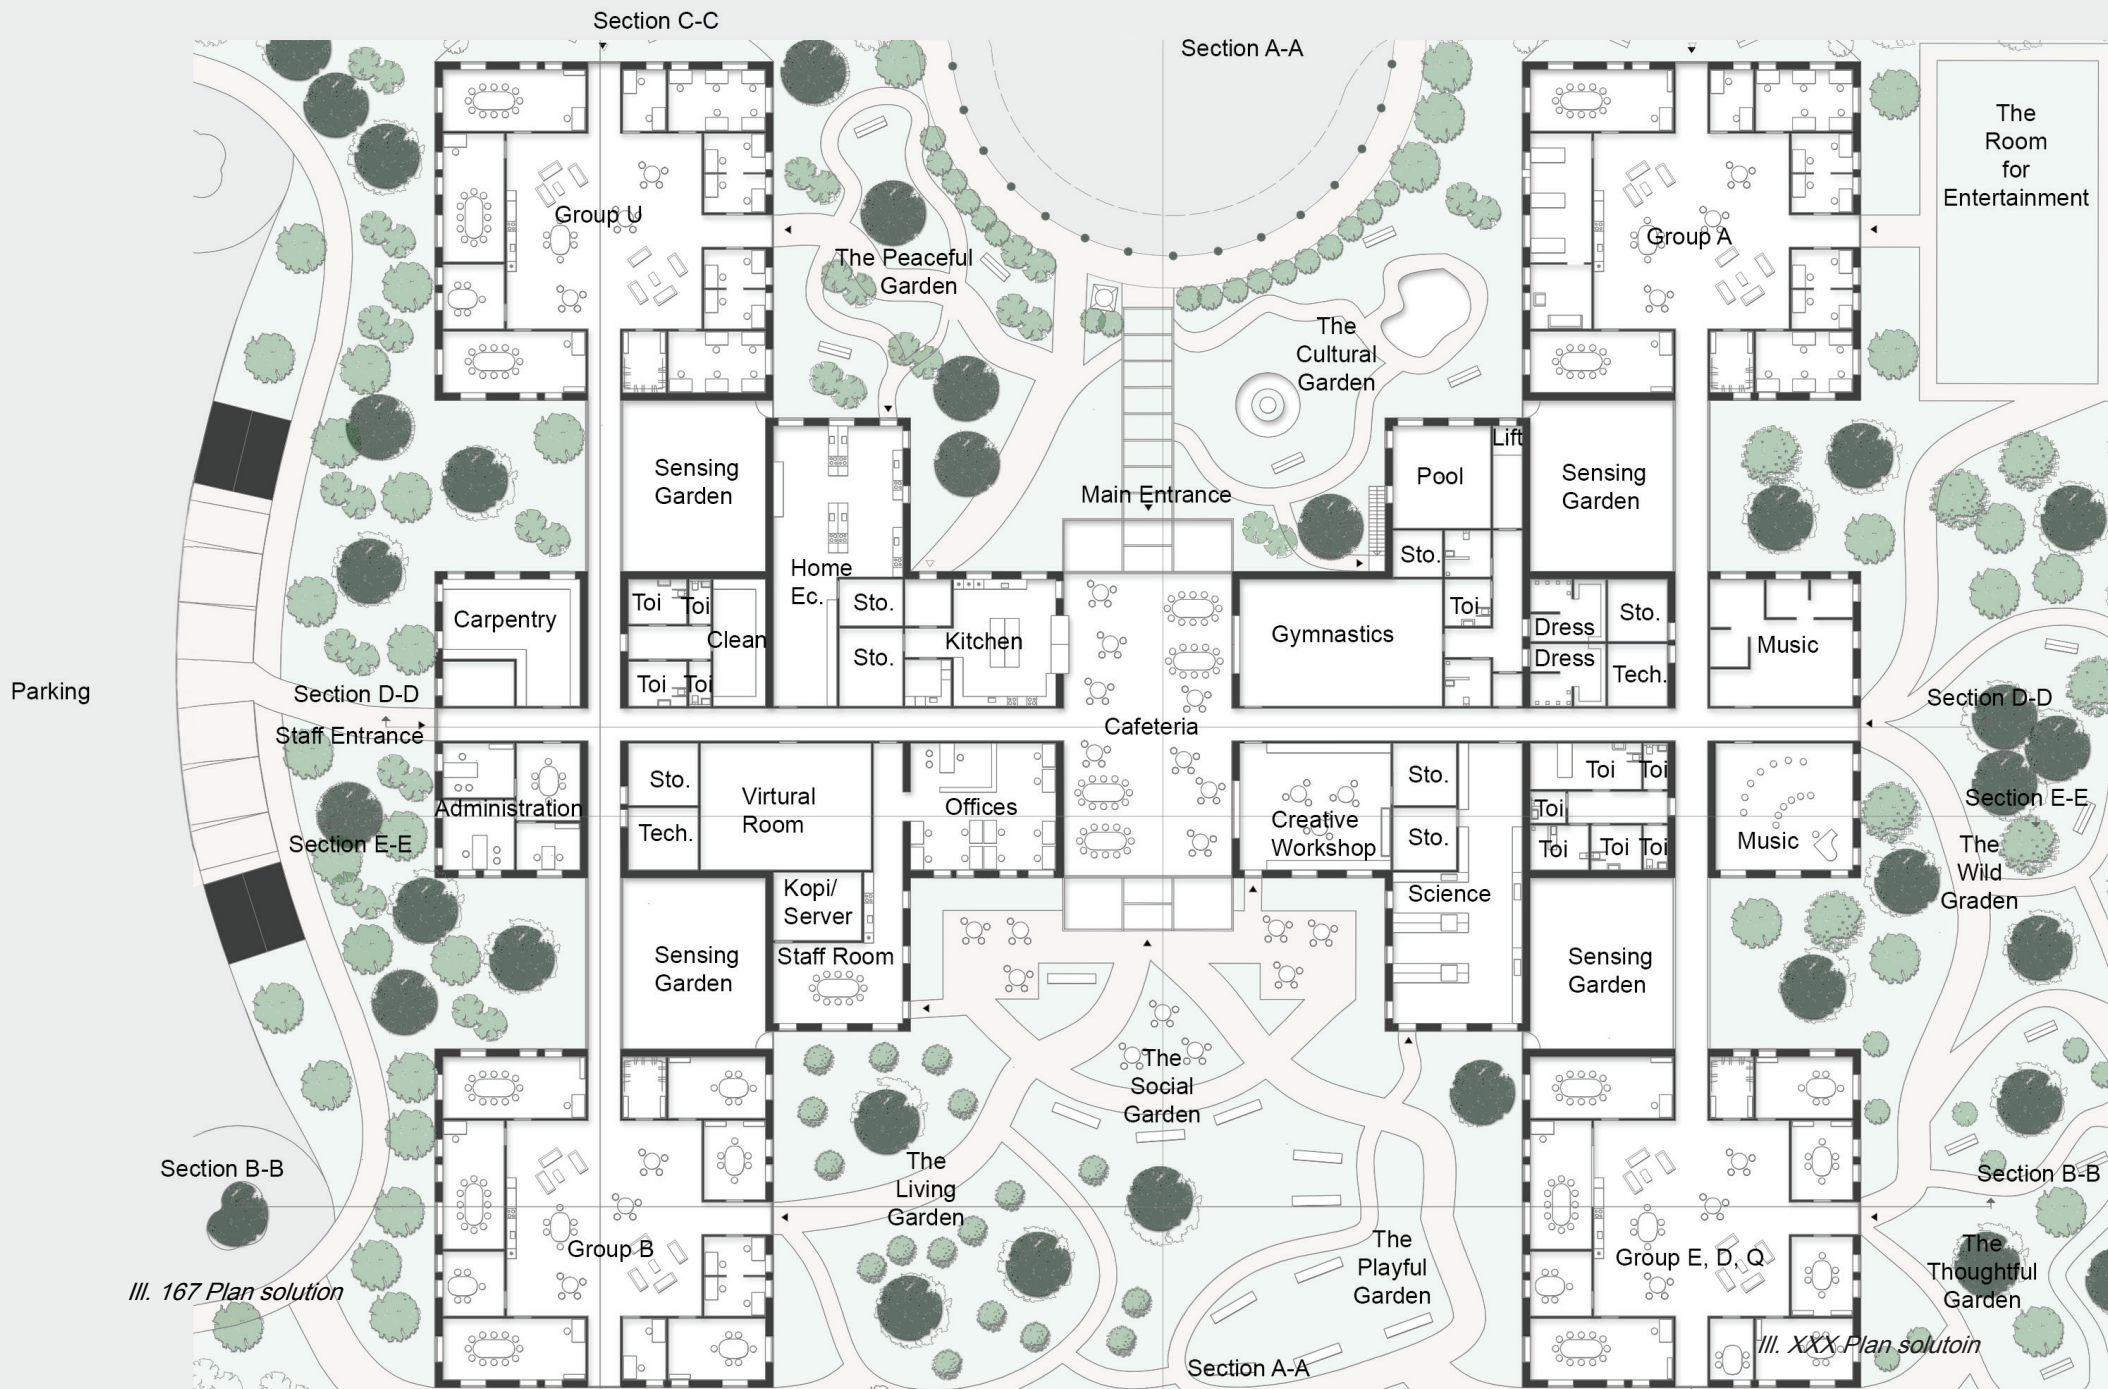 Section C-C
Section A-A
The
Room
for
Entertainment
Group U
Group A
The Peaceful
Garden
The
Cultural
Garden
Lift
Sensing
Garden
Pool
Sensing
Garden
Main Entrance
Sto.
Home
Ec.
Toi
Toi
Sto.
Toi
Dress
Sto.
Carpentry
Clean
Kitchen
Gymnastics
Music
Sto.
Dress
Toi
Toi
Tech.
Parking
Section D-D
Section D-D
Staff Entrance
Cafeteria
Sto.
Virtural
Room
Sto.
Toi
Toi
Administration
Offices
Toi
Section E-E
Creative
Workshop
Tech.
Sto.
Toi
Toi
Toi
Music
Section E-E
The
Wild
Graden
Kopi/
Server
Science
Staff Room
Sensing
Garden
Sensing
Garden
The
Social
Garden
Section B-B
The
Living
Garden
Section B-B
Group B
The
Playful
Garden
Group E, D, Q
The
Thoughtful
Garden
Ill. 167 Plan solution
Ill. XXX Plan solutoin
Section A-A